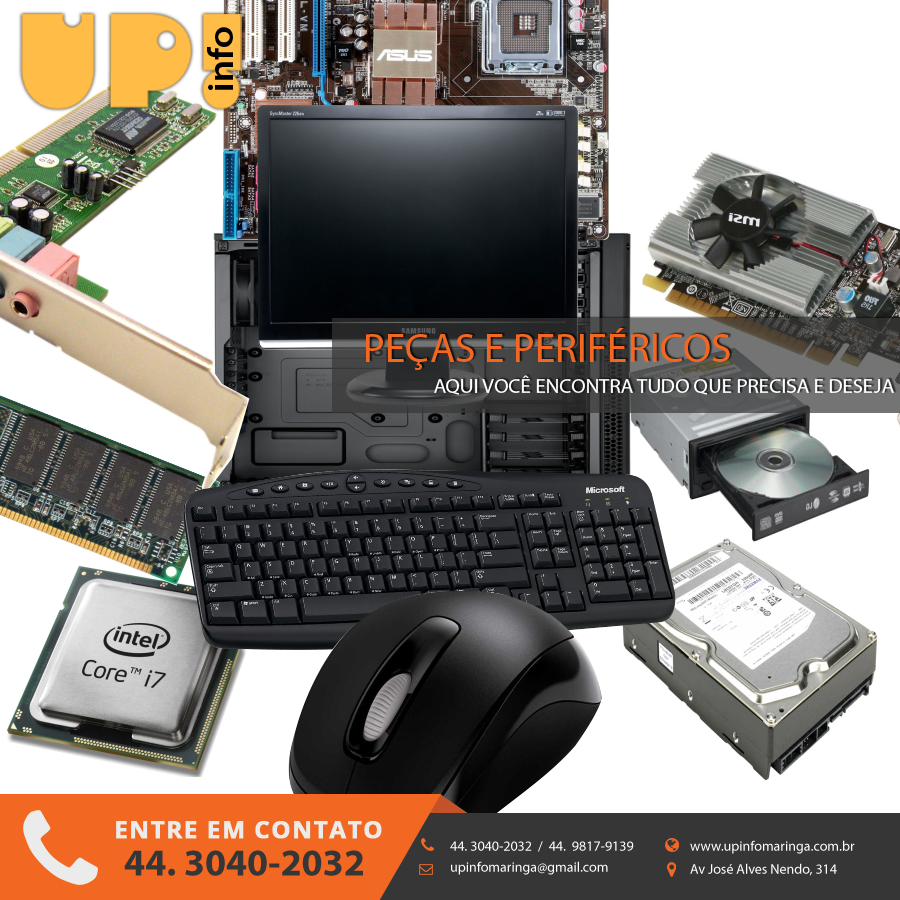 UP!
info
ASUS
SyncMaster 226bw
SAMSUNG
msi
PEÇAS E PERIFÉRICOS
AQUI VOCÊ ENCONTRA TUDO QUE PRECISA E DESEJA
Microsoft
intel
Core™ i7
ENTRE EM CONTATO
44. 3040-2032
44. 3040-2032 / 44. 9817-9139
upinfomaringa@gmail.com
www.upinfomaringa.com.br
Av José Alves Nendo, 314